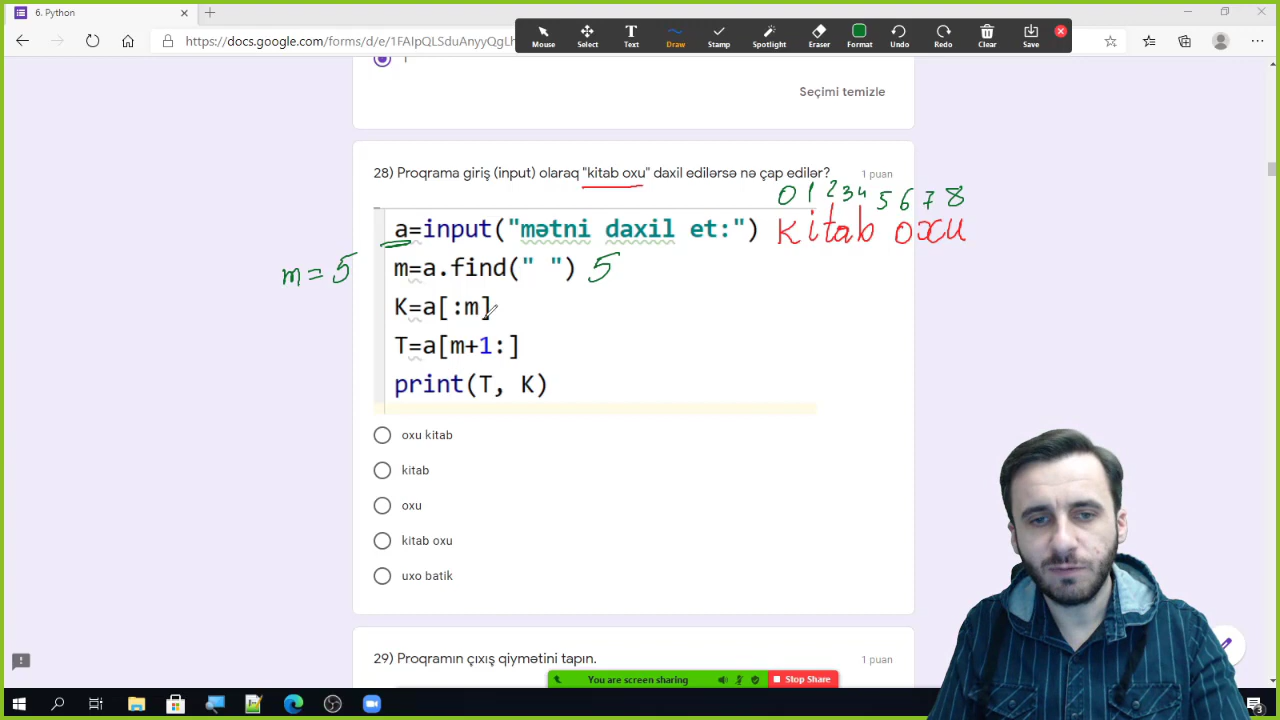 6. Python
https://docs.google.com/forms/d/e/1FAIpQLSduAnyyQgLh
Mouse Select Text Draw Stamp Spotlight Eraser Format Undo Redo Clear Save
1
Seçimi temizle
28) Proqrama giriş (input) olaraq "kitab oxu" daxil edilərsə nə çap edilər?
1 puan
0 1 2 3 4 5 6 7 8
a=input("mətni daxil et:") kitab oxu
m=5 m=a.find(" ") 5
K=a[:m]
T=a[m+1:]
print(T, K)
oxu kitab
kitab
oxu
kitab oxu
uxo batik
29) Proqramın çıxış qiymətini tapın.
1 puan
You are screen sharing Stop Share
3